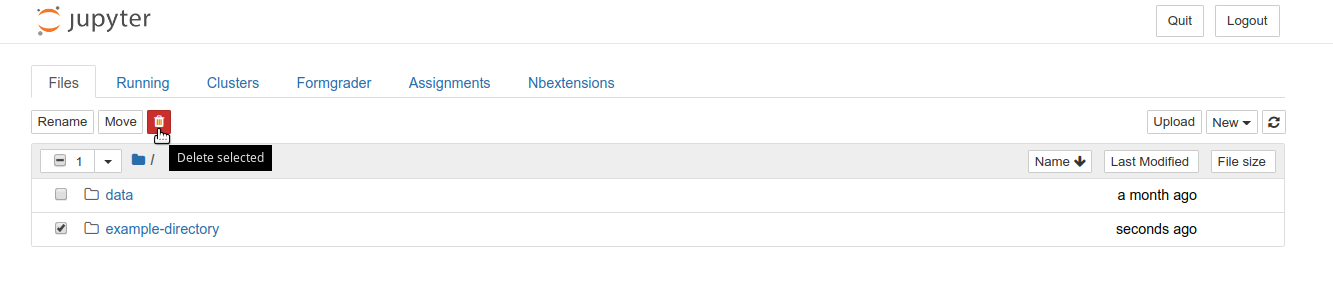 jupyter Quit Logout
Files Running Clusters Formgrader Assignments Nbextensions
Rename Move Upload New
1 / Delete selected Name Last Modified File size
data a month ago
example-directory seconds ago